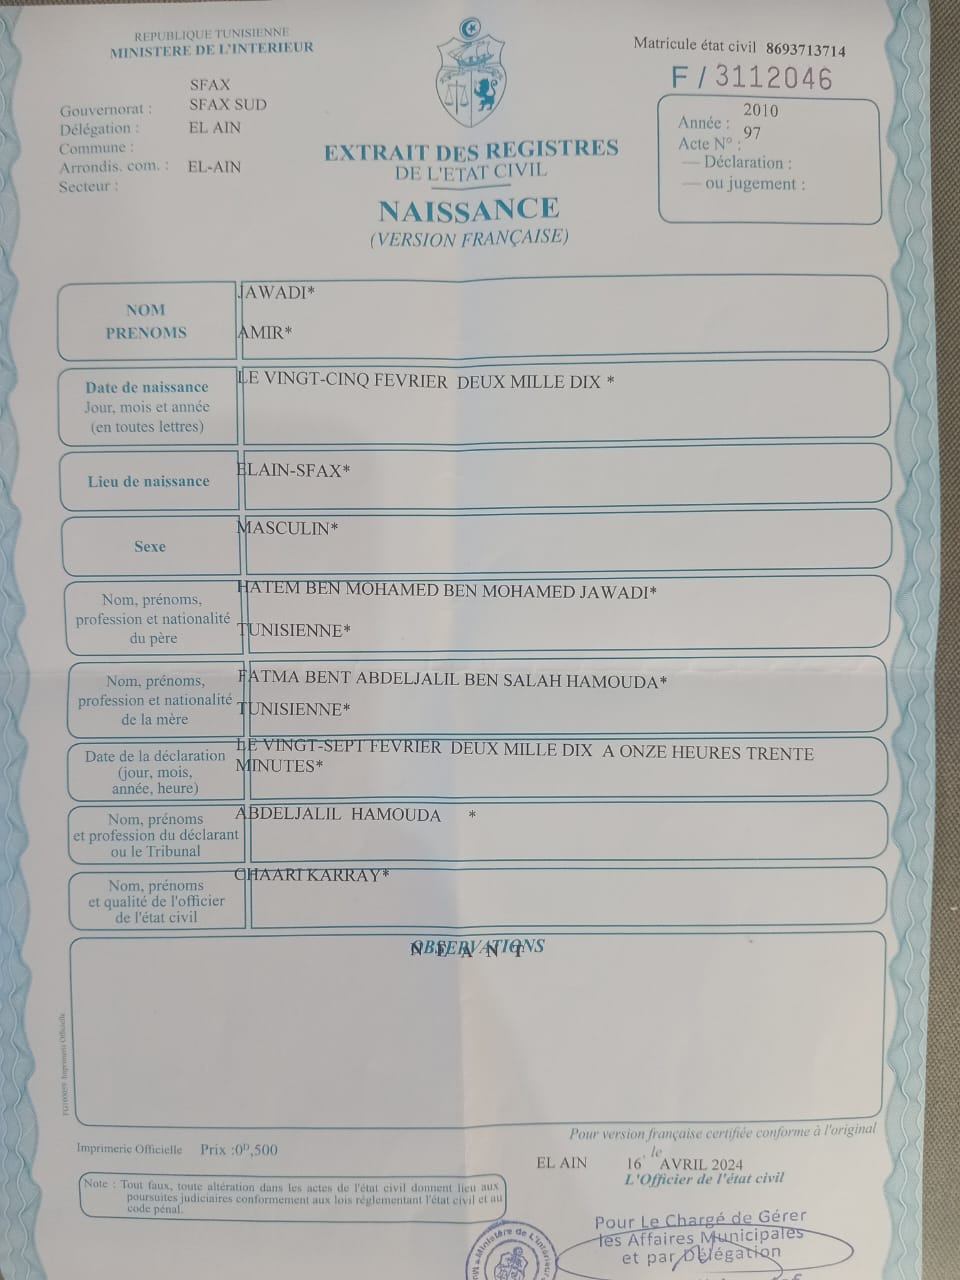 REPUBLIQUE TUNISIENNE
MINISTERE DE L'INTERIEUR
Matricule état civil 8693713714
F / 3112046
SFAX
Gouvernorat : SFAX SUD
Délégation : EL AIN
Commune :
Arrondis. com. : EL-AIN
Secteur :
2010
Année :
97
Acte N° :
— Déclaration :
— ou jugement :
EXTRAIT DES REGISTRES
DE L'ETAT CIVIL
NAISSANCE
(VERSION FRANÇAISE)
NOM
PRENOMS
JAWADI*
AMIR*
Date de naissance
Jour, mois et année
(en toutes lettres)
LE VINGT-CINQ FEVRIER DEUX MILLE DIX *
Lieu de naissance
ELAIN-SFAX*
Sexe
MASCULIN*
Nom, prénoms,
profession et nationalité
du père
HATEM BEN MOHAMED BEN MOHAMED JAWADI*
TUNISIENNE*
Nom, prénoms,
profession et nationalité
de la mère
FATMA BENT ABDELJALIL BEN SALAH HAMOUDA*
TUNISIENNE*
Date de la déclaration
(jour, mois,
année, heure)
LE VINGT-SEPT FEVRIER DEUX MILLE DIX A ONZE HEURES TRENTE
MINUTES*
Nom, prénoms
et profession du déclarant
ou le Tribunal
ABDELJALIL HAMOUDA *
Nom, prénoms
et qualité de l'officier
de l'état civil
CHAARI KARRAY*
OBSERVATIONS
N E A N T
Imprimerie Officielle
Imprimerie Officielle Prix :0ᴰ,500
Pour version française certifiée conforme à l'original
EL AIN le 16 AVRIL 2024
L'Officier de l'état civil
Note : Tout faux, toute altération dans les actes de l'état civil donnent lieu aux
poursuites judiciaires conformement aux lois réglementant l'état civil et au
code pénal.
Pour Le Chargé de Gérer
les Affaires Municipales
et par Délégation
Ministère de l'Intérieur